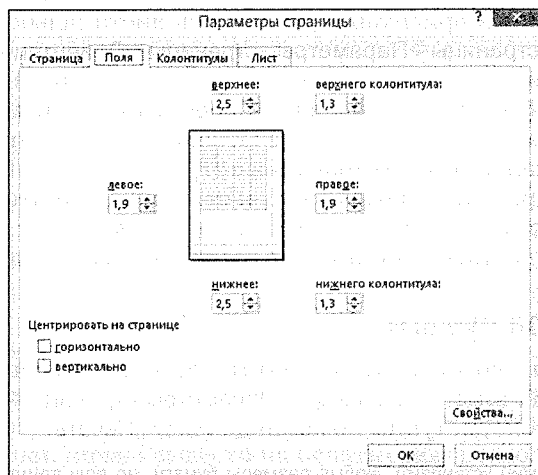 Параметры страницы ?
Страница Поля Колонтитулы Лист
верхнее: верхнего колонтитула:
2,5 1,3
левое: правое:
1,9 1,9
нижнее: нижнего колонтитула:
2,5 1,3
Центрировать на странице
горизонтально
вертикально
Свойства...
ОК Отмена